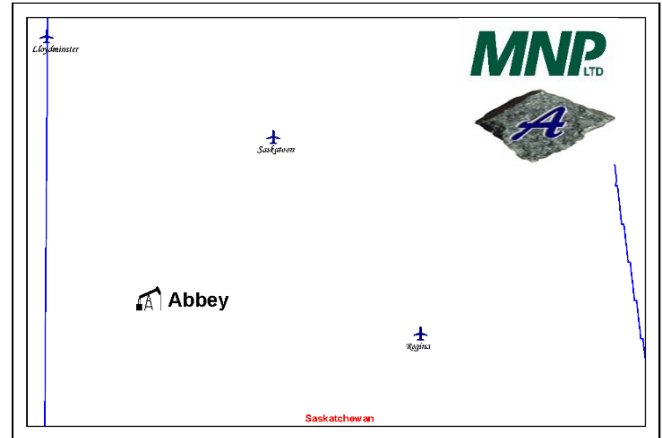 MNP
LTD
Lloydminster
A
Saskatoon
Abbey
Regina
Saskatchewan